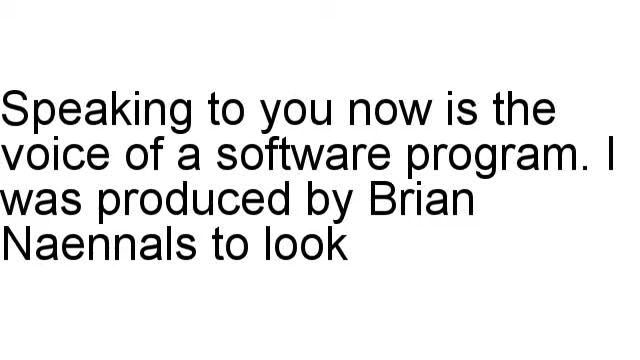 Speaking to you now is the
voice of a software program. I
was produced by Brian
Naennals to look